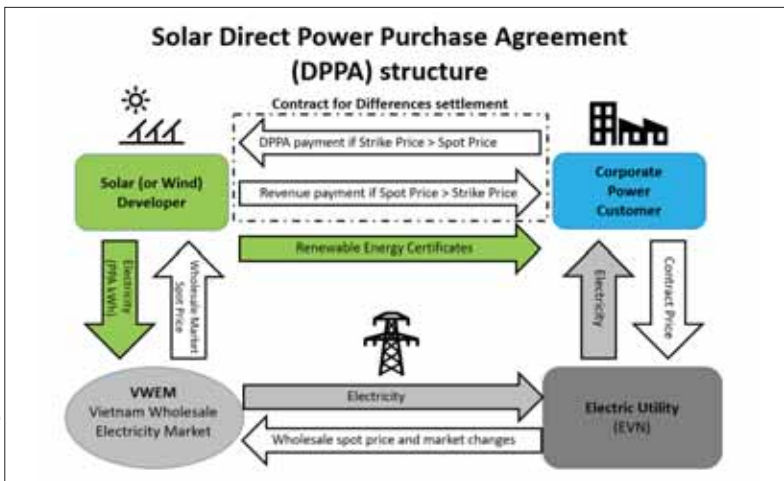 Solar Direct Power Purchase Agreement
(DPPA) structure
Contract for Differences settlement
DPPA payment if Strike Price > Spot Price
Solar (or Wind)
Developer
Revenue payment if Spot Price > Strike Price
Corporate
Power
Customer
Renewable Energy Certificates
Electricity
(PPA kWh)
Wholesale Market
Spot Price
Electricity
Contract Price
VWEM
Vietnam Wholesale
Electricity Market
Electricity
Electric Utility
(EVN)
Wholesale spot price and market changes